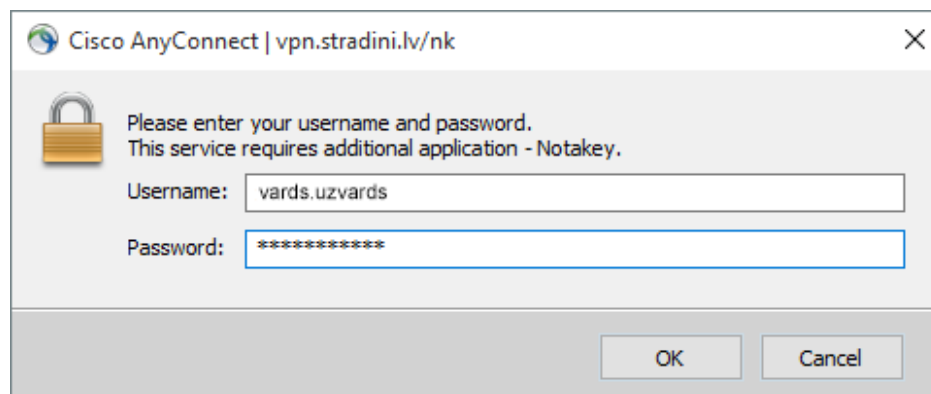 Cisco AnyConnect | vpn.stradini.lv/nk
Please enter your username and password.
This service requires additional application - Notakey.
Username: vards.uzvards
Password: ***********
OK Cancel